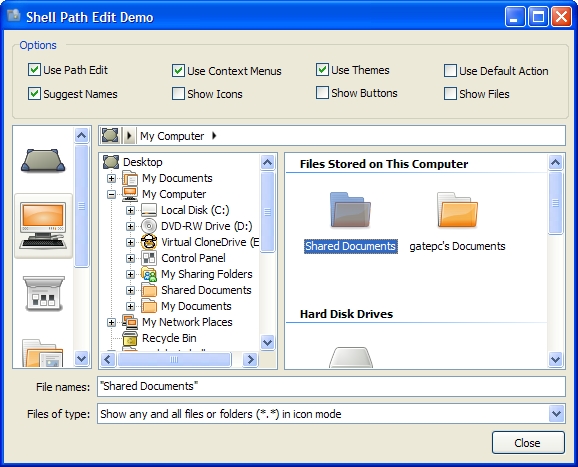 Shell Path Edit Demo
Options
Use Path Edit
Use Context Menus
Use Themes
Use Default Action
Suggest Names
Show Icons
Show Buttons
Show Files
My Computer
Desktop
My Documents
My Computer
Local Disk (C:)
DVD-RW Drive (D:)
Virtual CloneDrive (E
Control Panel
My Sharing Folders
Shared Documents
My Documents
My Network Places
Recycle Bin
Files Stored on This Computer
Shared Documents
gatepc's Documents
Hard Disk Drives
File names:
"Shared Documents"
Files of type:
Show any and all files or folders (*.*) in icon mode
Close